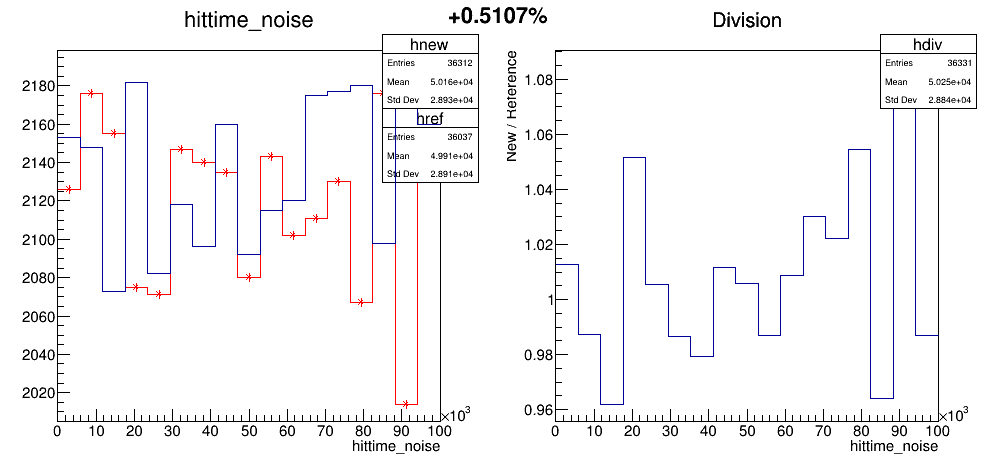 hittime_noise
+0.5107%
Division
hnew
Entries 36312
Mean 5.016e+04
Std Dev 2.893e+04
href
Entries 36037
Mean 4.991e+04
Std Dev 2.891e+04
2180
2160
2140
2120
2100
2080
2060
2040
2020
0 10 20 30 40 50 60 70 80 90 100
×10³
hittime_noise
hdiv
Entries 36331
Mean 5.025e+04
Std Dev 2.884e+04
New / Reference
1.08
1.06
1.04
1.02
1
0.98
0.96
0 10 20 30 40 50 60 70 80 90 100
×10³
hittime_noise